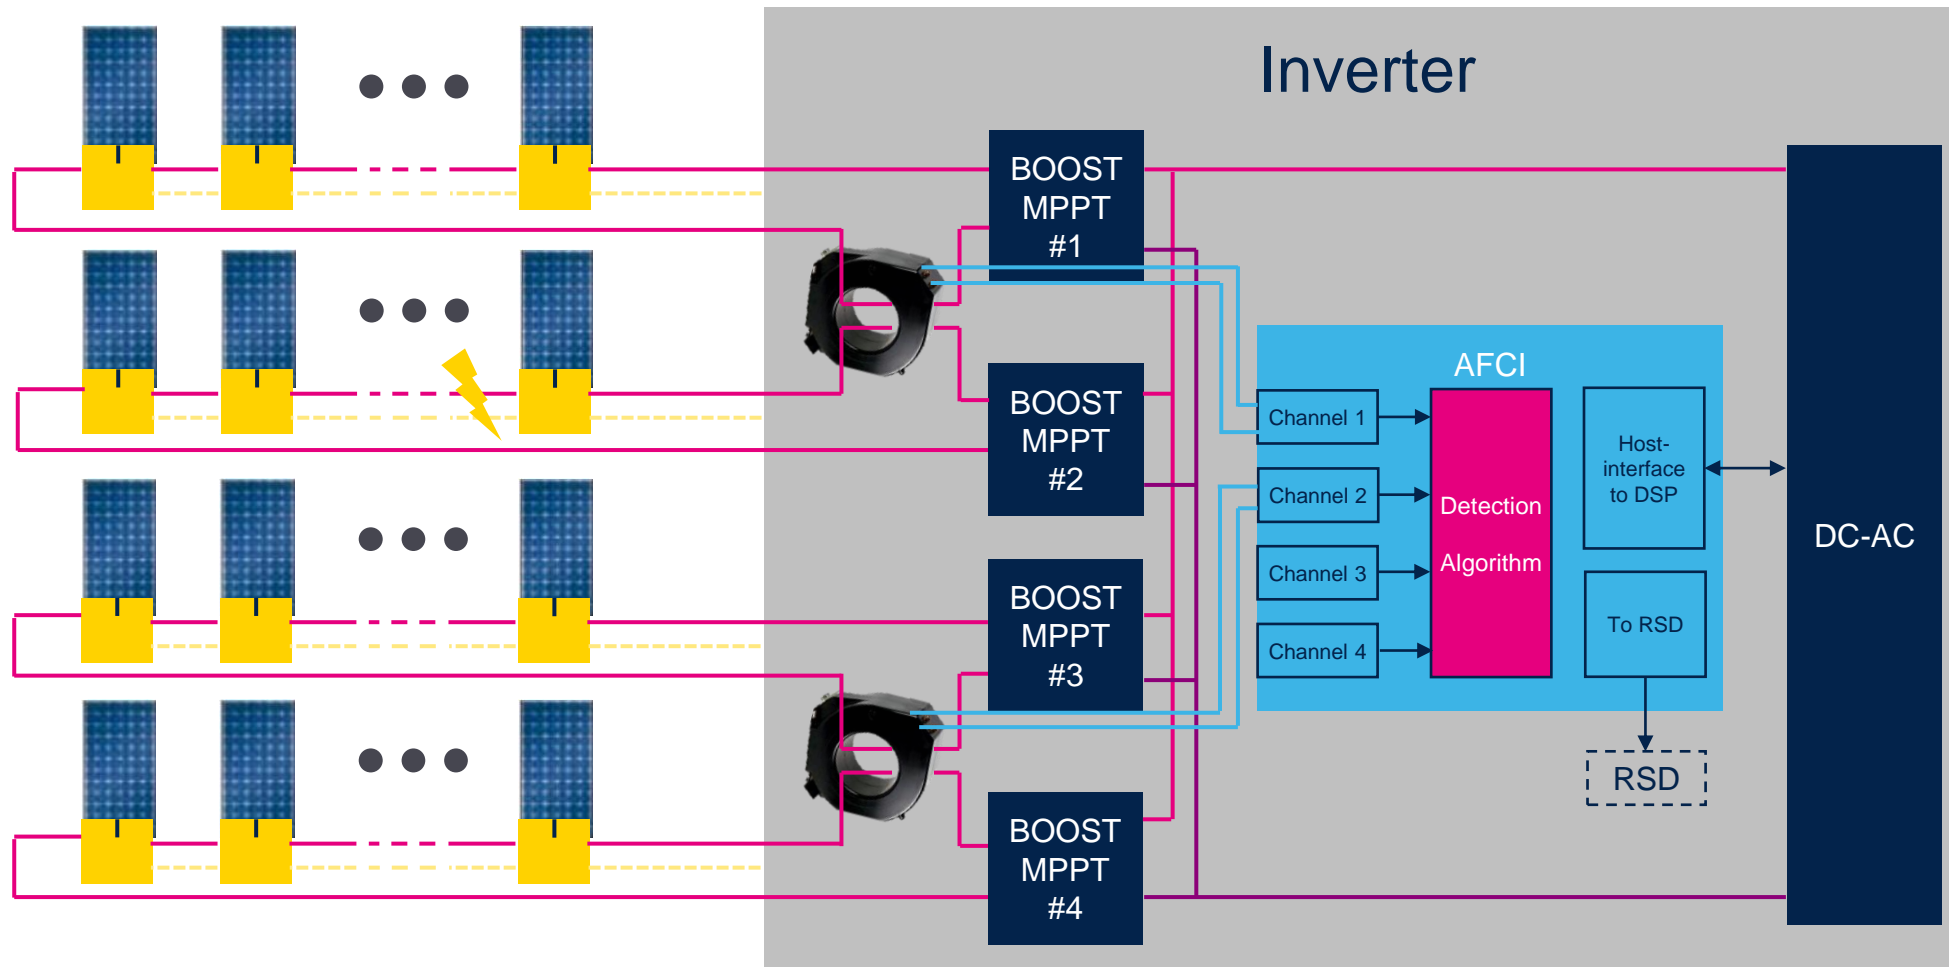 Inverter
BOOST
MPPT
#1
BOOST
MPPT
#2
BOOST
MPPT
#3
BOOST
MPPT
#4
AFCI
Channel 1
Channel 2
Channel 3
Channel 4
Detection
Algorithm
Host-
interface
to DSP
To RSD
RSD
DC-AC